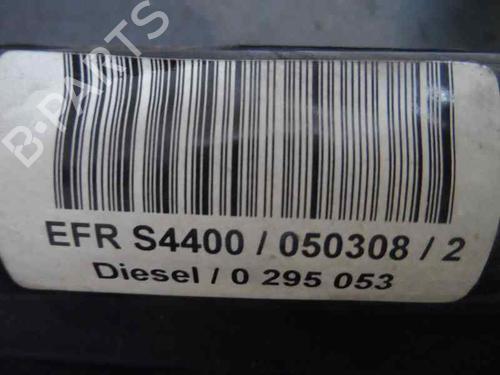 B-PARTS
EFR S4400 / 050308 / 2
Diesel / 0 295 053